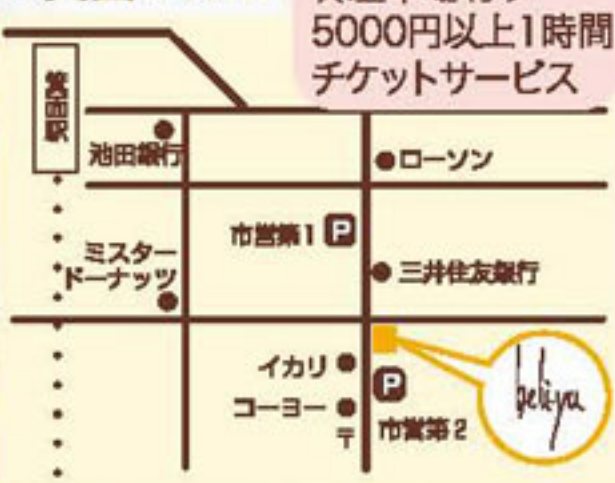 5000円以上1時間
チケットサービス
箕面駅
池田銀行
ローソン
市営第1 P
ミスター
ドーナッツ
三井住友銀行
イカリ
P
コーヨー
市営第2
〒